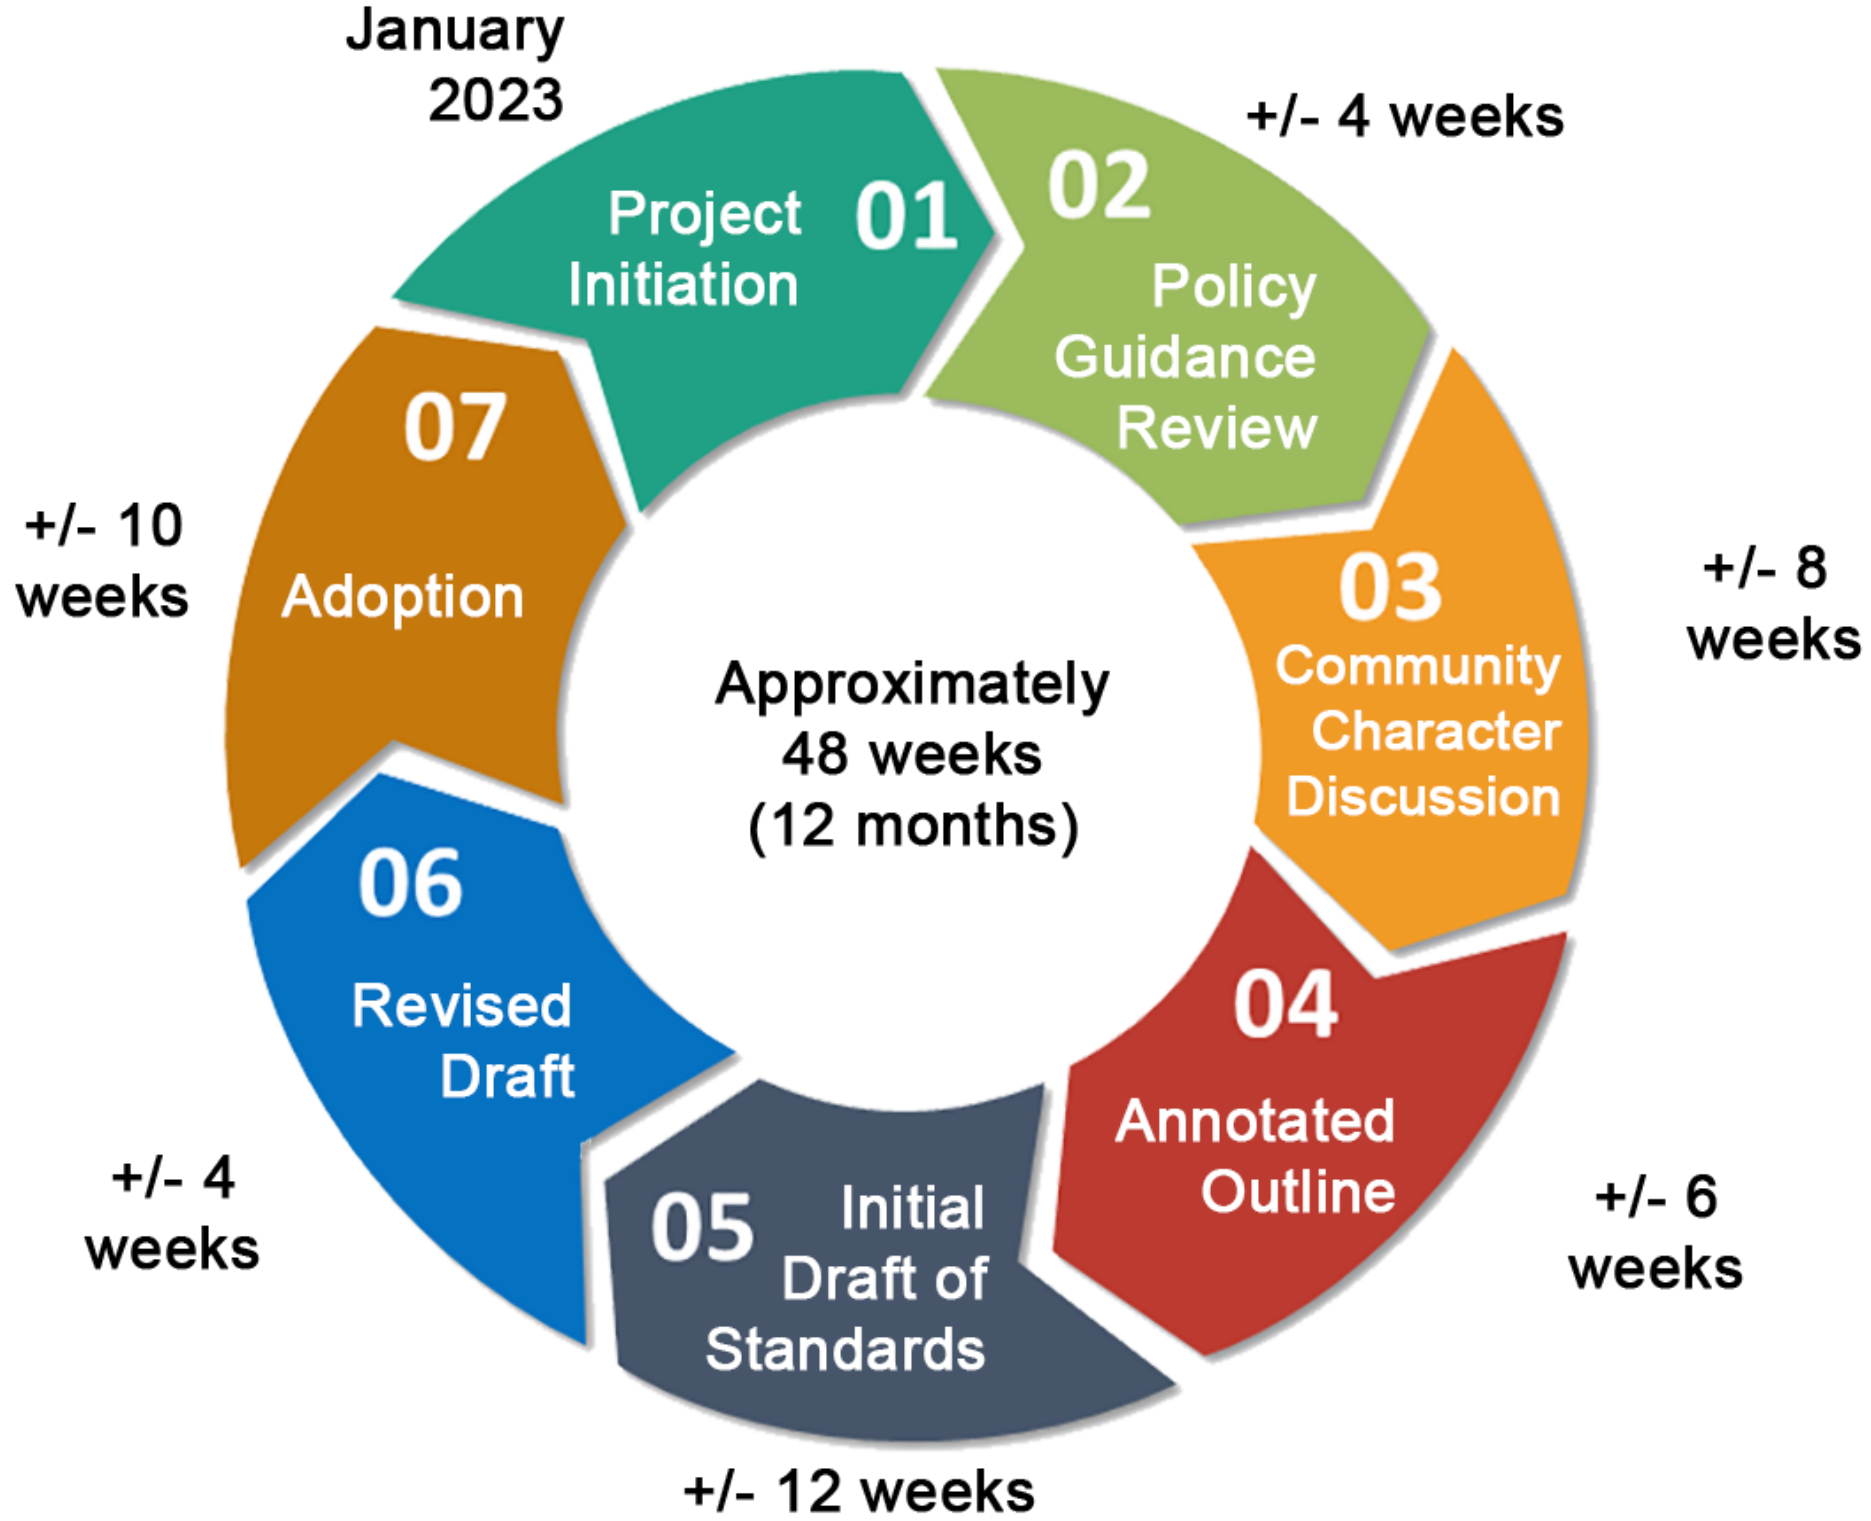 January
2023
01
Project
Initiation
02
Policy
Guidance
Review
+/- 4 weeks
03
Community
Character
Discussion
+/- 8
weeks
04
Annotated
Outline
+/- 6
weeks
05
Initial
Draft of
Standards
+/- 12 weeks
06
Revised
Draft
+/- 4
weeks
07
Adoption
+/- 10
weeks
Approximately
48 weeks
(12 months)